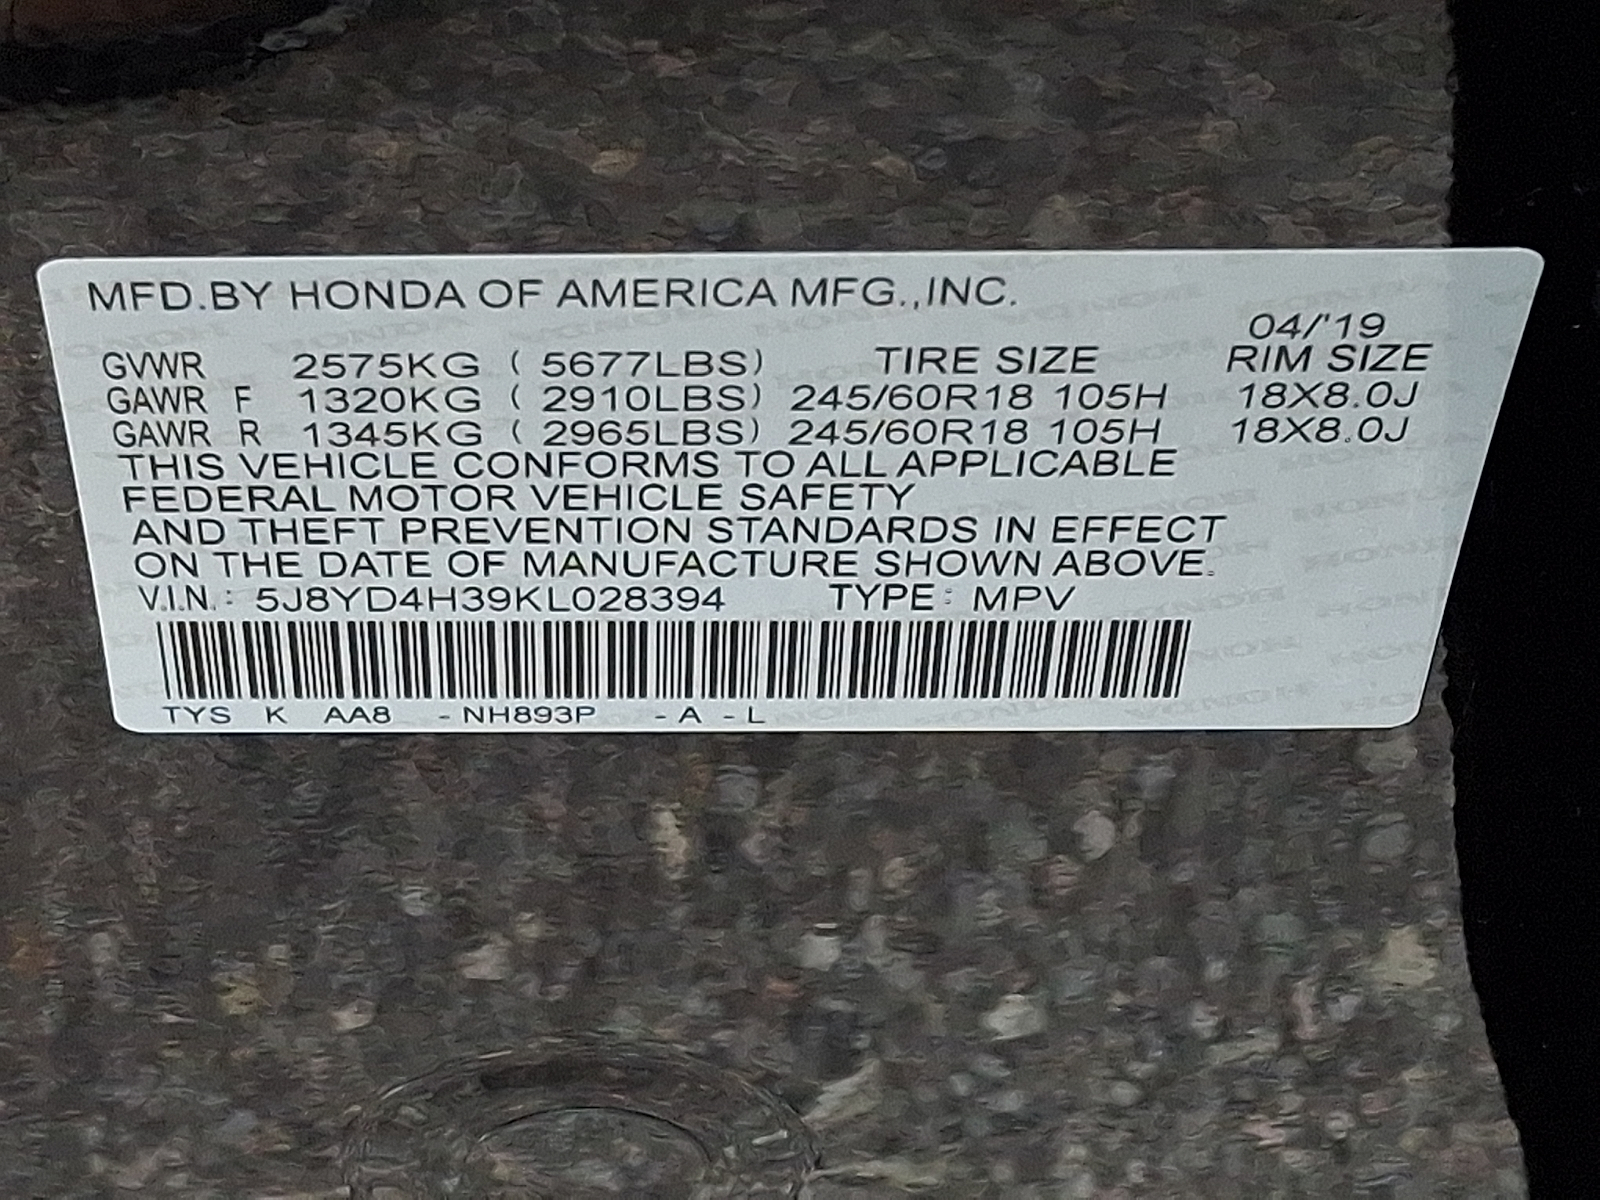 MFD.BY HONDA OF AMERICA MFG.,INC.
04/'19
GVWR 2575KG ( 5677LBS) TIRE SIZE RIM SIZE
GAWR F 1320KG ( 2910LBS) 245/60R18 105H 18X8.0J
GAWR R 1345KG ( 2965LBS) 245/60R18 105H 18X8.0J
THIS VEHICLE CONFORMS TO ALL APPLICABLE
FEDERAL MOTOR VEHICLE SAFETY
AND THEFT PREVENTION STANDARDS IN EFFECT
ON THE DATE OF MANUFACTURE SHOWN ABOVE.
V.I.N.: 5J8YD4H39KL028394 TYPE: MPV
TYS K AA8 - NH893P - A - L